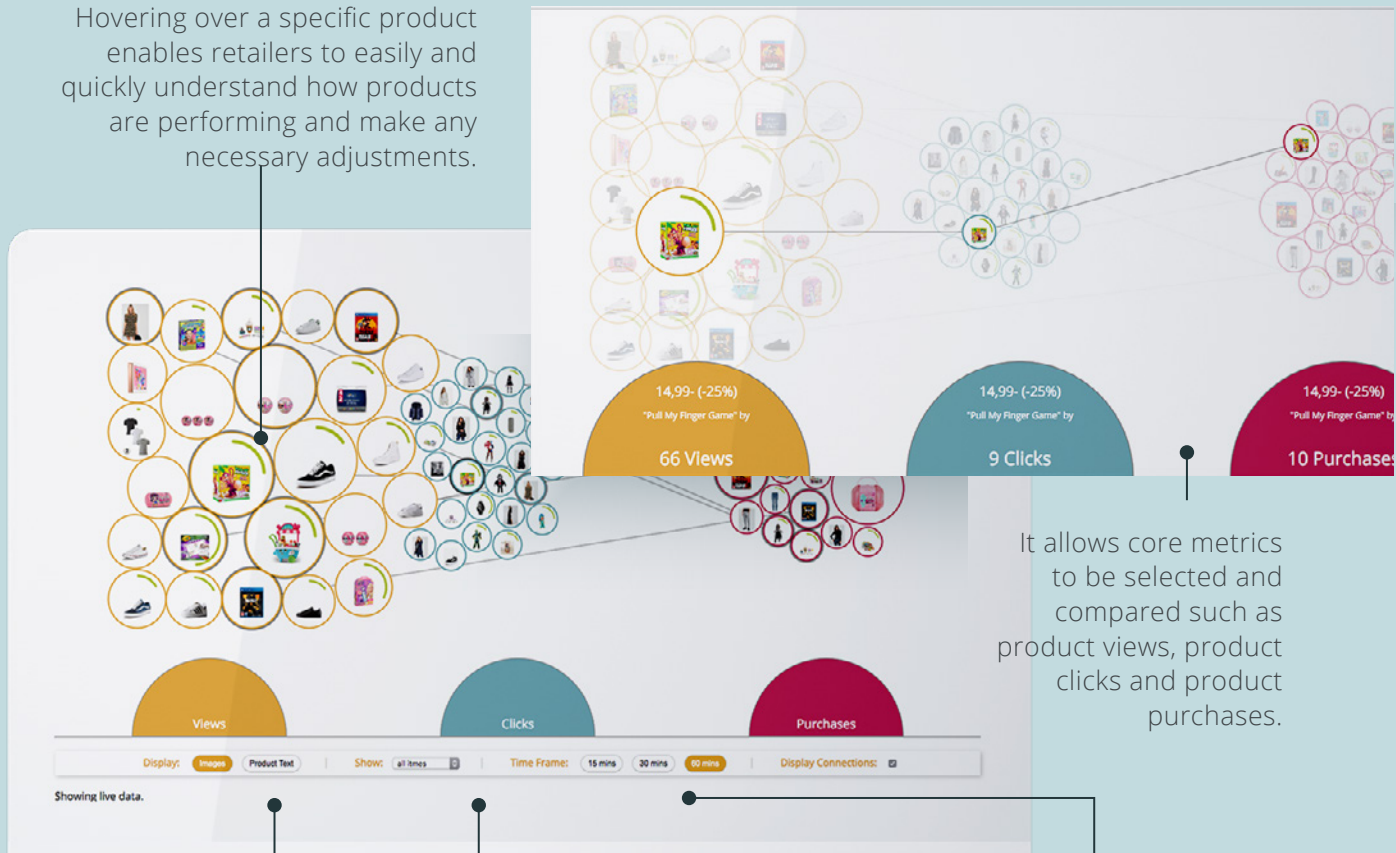 Hovering over a specific product
enables retailers to easily and
quickly understand how products
are performing and make any
necessary adjustments.
14,99- (-25%)
"Pull My Finger Game" by
66 Views
14,99- (-25%)
"Pull My Finger Game" by
9 Clicks
14,99- (-25%)
"Pull My Finger Game" by
10 Purchases
It allows core metrics
to be selected and
compared such as
product views, product
clicks and product
purchases.
Views
Clicks
Purchases
Display: Images Product Text Show: all itmes Time Frame: 15 mins 30 mins 60 mins Display Connections:
Showing live data.